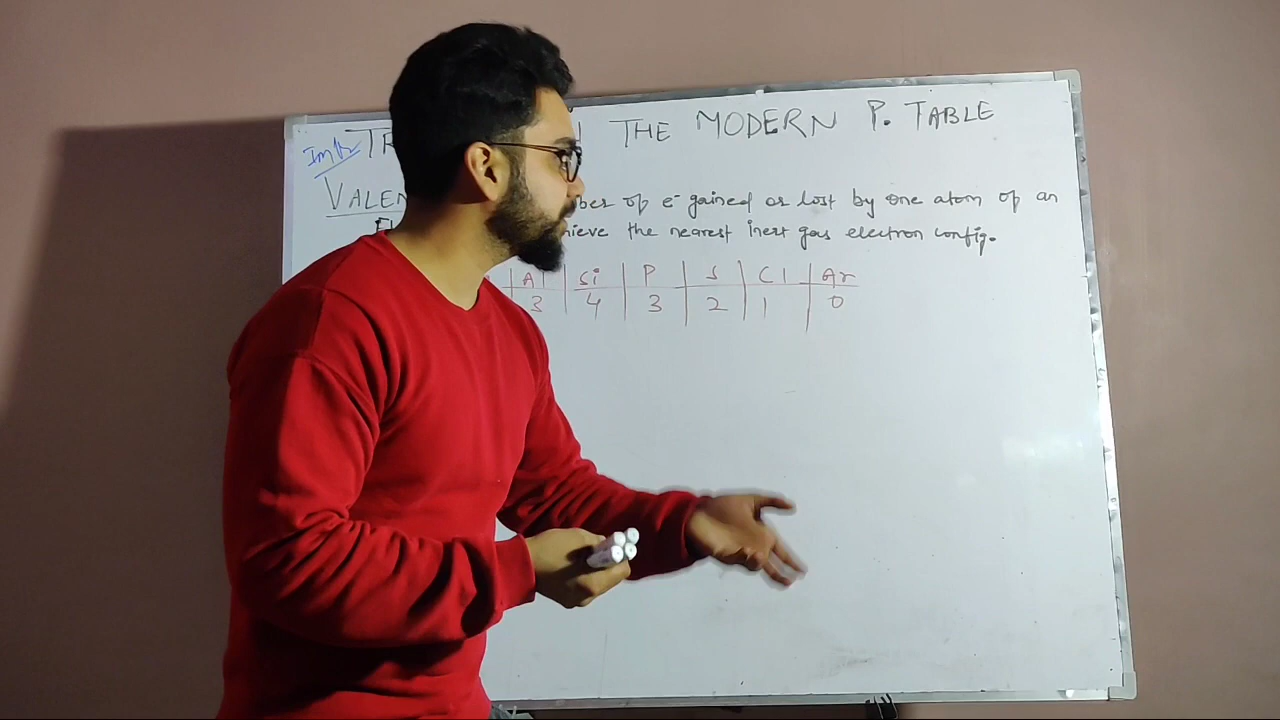 Imp TR THE MODERN P. TABLE
VALEN ber of e⁻ gained or lost by one atom of an
hieve the nearest inert gas electron config.
Al Si P S Cl Ar
3 4 3 2 1 0